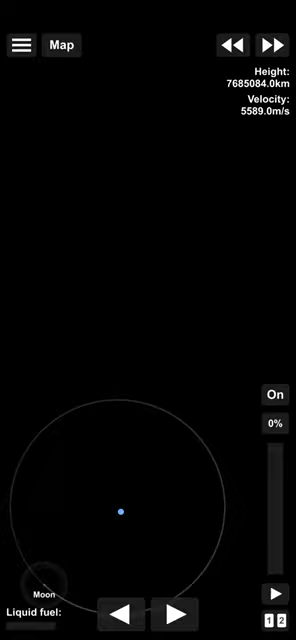 Map
Height:
7685084.0km
Velocity:
5589.0m/s
On
0%
Moon
Liquid fuel:
1 2